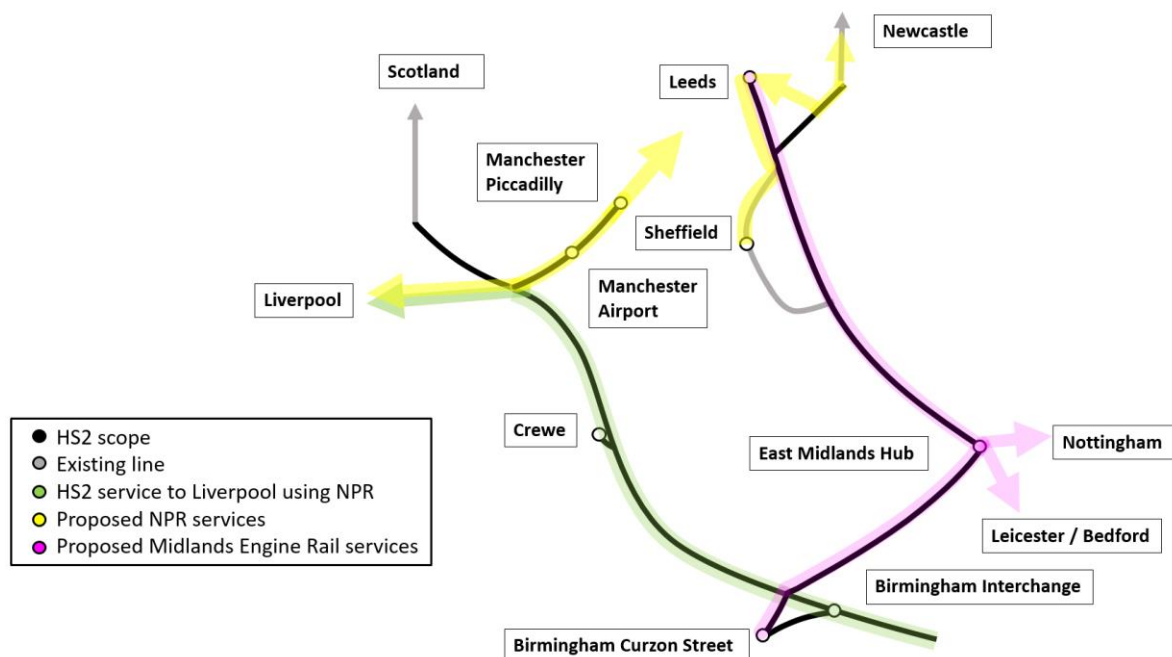 Newcastle
Scotland
Leeds
Manchester
Piccadilly
Sheffield
Liverpool
Manchester
Airport
Crewe
East Midlands Hub
Nottingham
Leicester / Bedford
Birmingham Interchange
Birmingham Curzon Street
HS2 scope
Existing line
HS2 service to Liverpool using NPR
Proposed NPR services
Proposed Midlands Engine Rail services